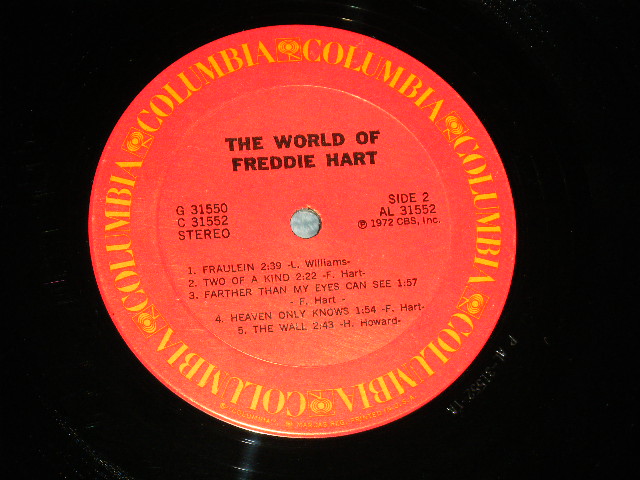 COLUMBIA COLUMBIA COLUMBIA COLUMBIA COLUMBIA COLUMBIA COLUMBIA
THE WORLD OF
FREDDIE HART
G 31550
C 31552
STEREO
SIDE 2
AL 31552
Ⓟ 1972 CBS, Inc.
1. FRAULEIN 2:39 -L. Williams-
2. TWO OF A KIND 2:22 -F. Hart-
3. FARTHER THAN MY EYES CAN SEE 1:57
- F. Hart -
4. HEAVEN ONLY KNOWS 1:54 -F. Hart-
5. THE WALL 2:43 -H. Howard-